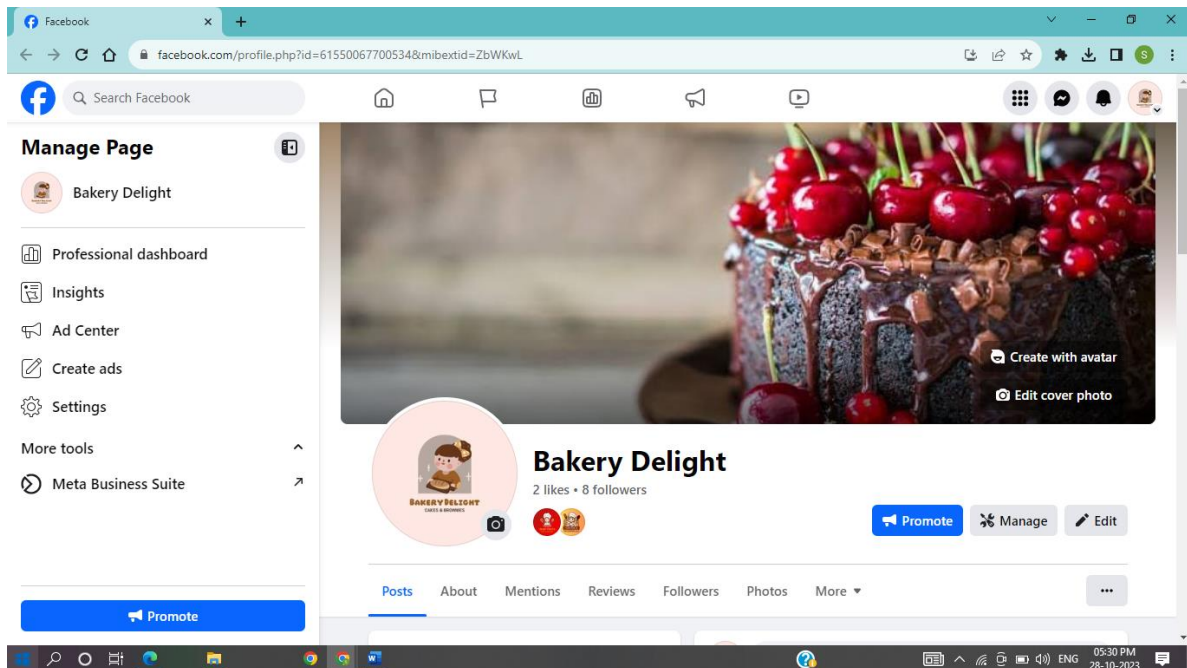 Facebook
facebook.com/profile.php?id=61550067700534&mibextid=ZbWKwL
S
Search Facebook
Manage Page
Bakery Delight
Professional dashboard
Insights
Ad Center
Create ads
Settings
More tools
Meta Business Suite
Promote
Create with avatar
Edit cover photo
BAKERY DELIGHT
CAKES & BROWNIES
Bakery Delight
2 likes • 8 followers
Promote
Manage
Edit
Posts About Mentions Reviews Followers Photos More
ENG
05:30 PM
28-10-2023